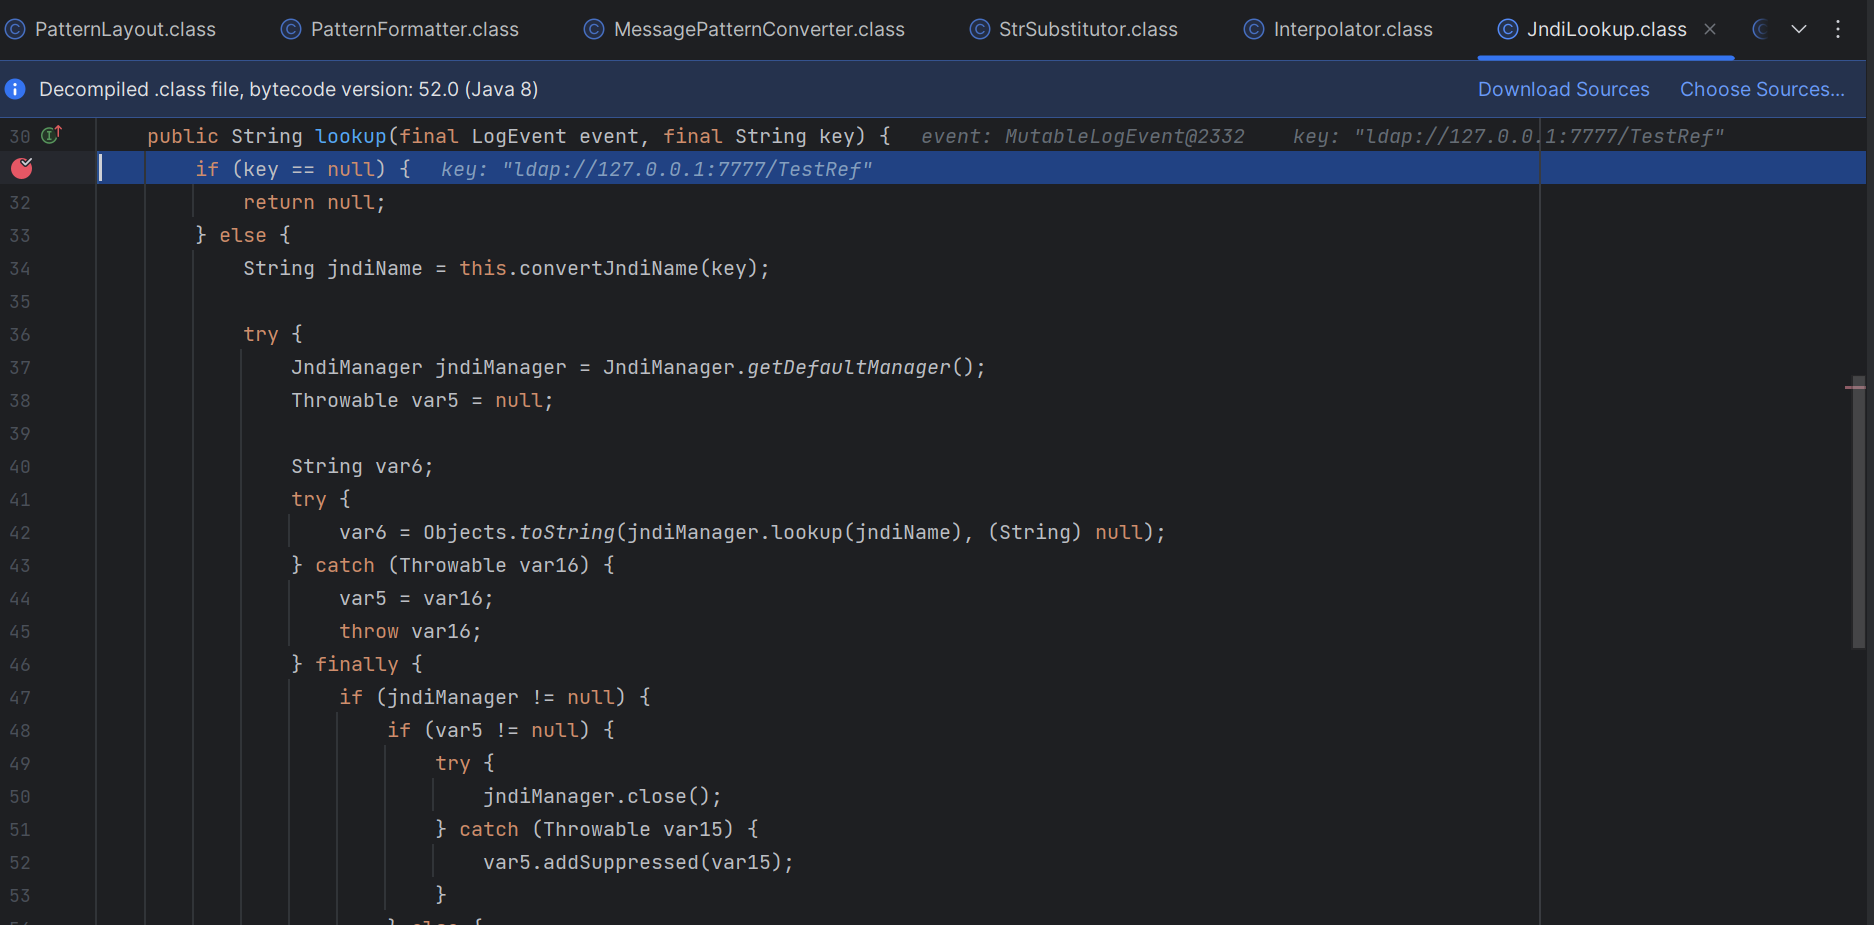 PatternLayout.class PatternFormatter.class MessagePatternConverter.class StrSubstitutor.class Interpolator.class JndiLookup.class
Decompiled .class file, bytecode version: 52.0 (Java 8) Download Sources Choose Sources...
30 public String lookup(final LogEvent event, final String key) { event: MutableLogEvent@2332 key: "ldap://127.0.0.1:7777/TestRef"
if (key == null) { key: "ldap://127.0.0.1:7777/TestRef"
32 return null;
33 } else {
34 String jndiName = this.convertJndiName(key);
35
36 try {
37 JndiManager jndiManager = JndiManager.getDefaultManager();
38 Throwable var5 = null;
39
40 String var6;
41 try {
42 var6 = Objects.toString(jndiManager.lookup(jndiName), (String) null);
43 } catch (Throwable var16) {
44 var5 = var16;
45 throw var16;
46 } finally {
47 if (jndiManager != null) {
48 if (var5 != null) {
49 try {
50 jndiManager.close();
51 } catch (Throwable var15) {
52 var5.addSuppressed(var15);
53 }
} else {